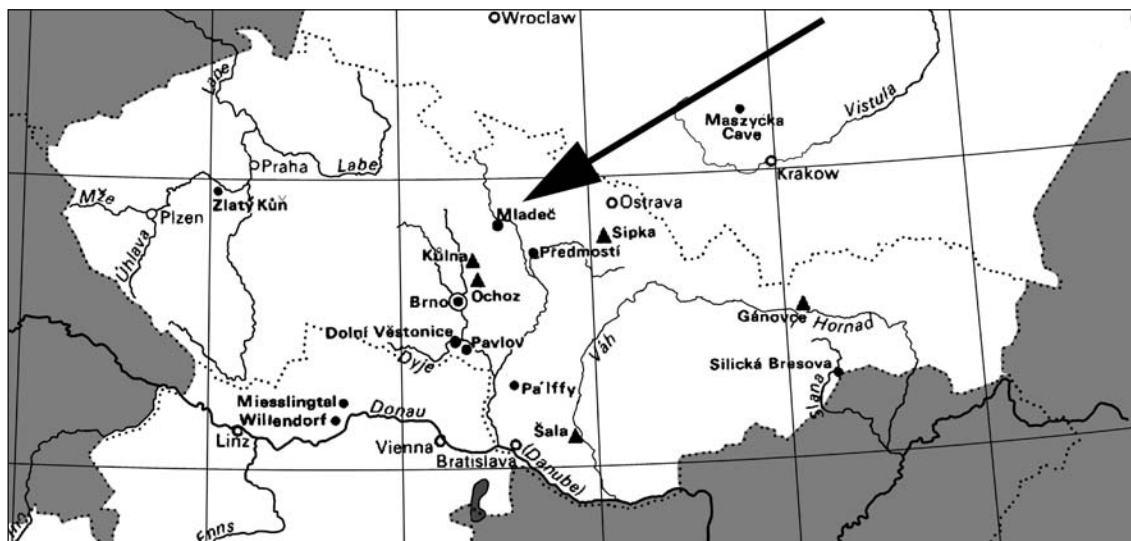 Wroclaw
Labe
Vistula
Maszycka
Cave
Praha
Labe
Krakow
Mže
Zlatý Kůň
Plzen
Ostrava
Mladeč
Sipka
Předmostí
Úhlava
Kůlna
Ochoz
Brno
Gánovce
Hornad
Dolní Věstonice
Pavlov
Dyje
Váh
Silická Bresova
Pálffy
slana
Miesslingtal
Willendorf
Donau
Linz
Vienna
Šala
Bratislava
(Danube)
Enns